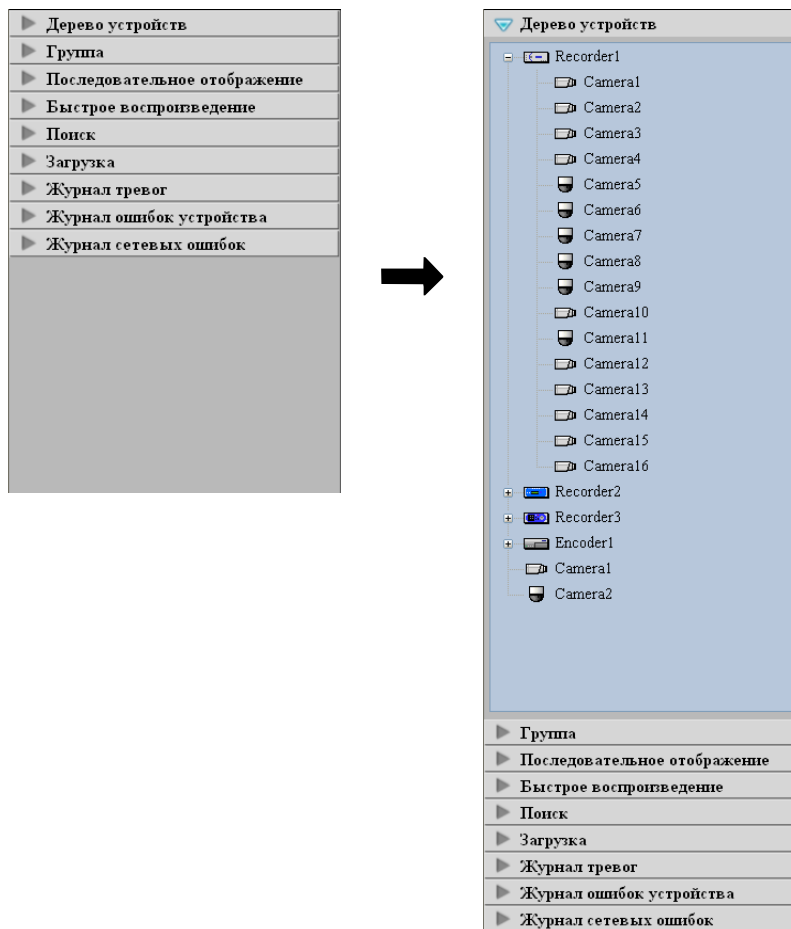 Дерево устройств
Группа
Последовательное отображение
Быстрое воспроизведение
Поиск
Загрузка
Журнал тревог
Журнал ошибок устройства
Журнал сетевых ошибок
Дерево устройств
Recorder1
Camera1
Camera2
Camera3
Camera4
Camera5
Camera6
Camera7
Camera8
Camera9
Camera10
Camera11
Camera12
Camera13
Camera14
Camera15
Camera16
Recorder2
Recorder3
Encoder1
Camera1
Camera2
Группа
Последовательное отображение
Быстрое воспроизведение
Поиск
Загрузка
Журнал тревог
Журнал ошибок устройства
Журнал сетевых ошибок